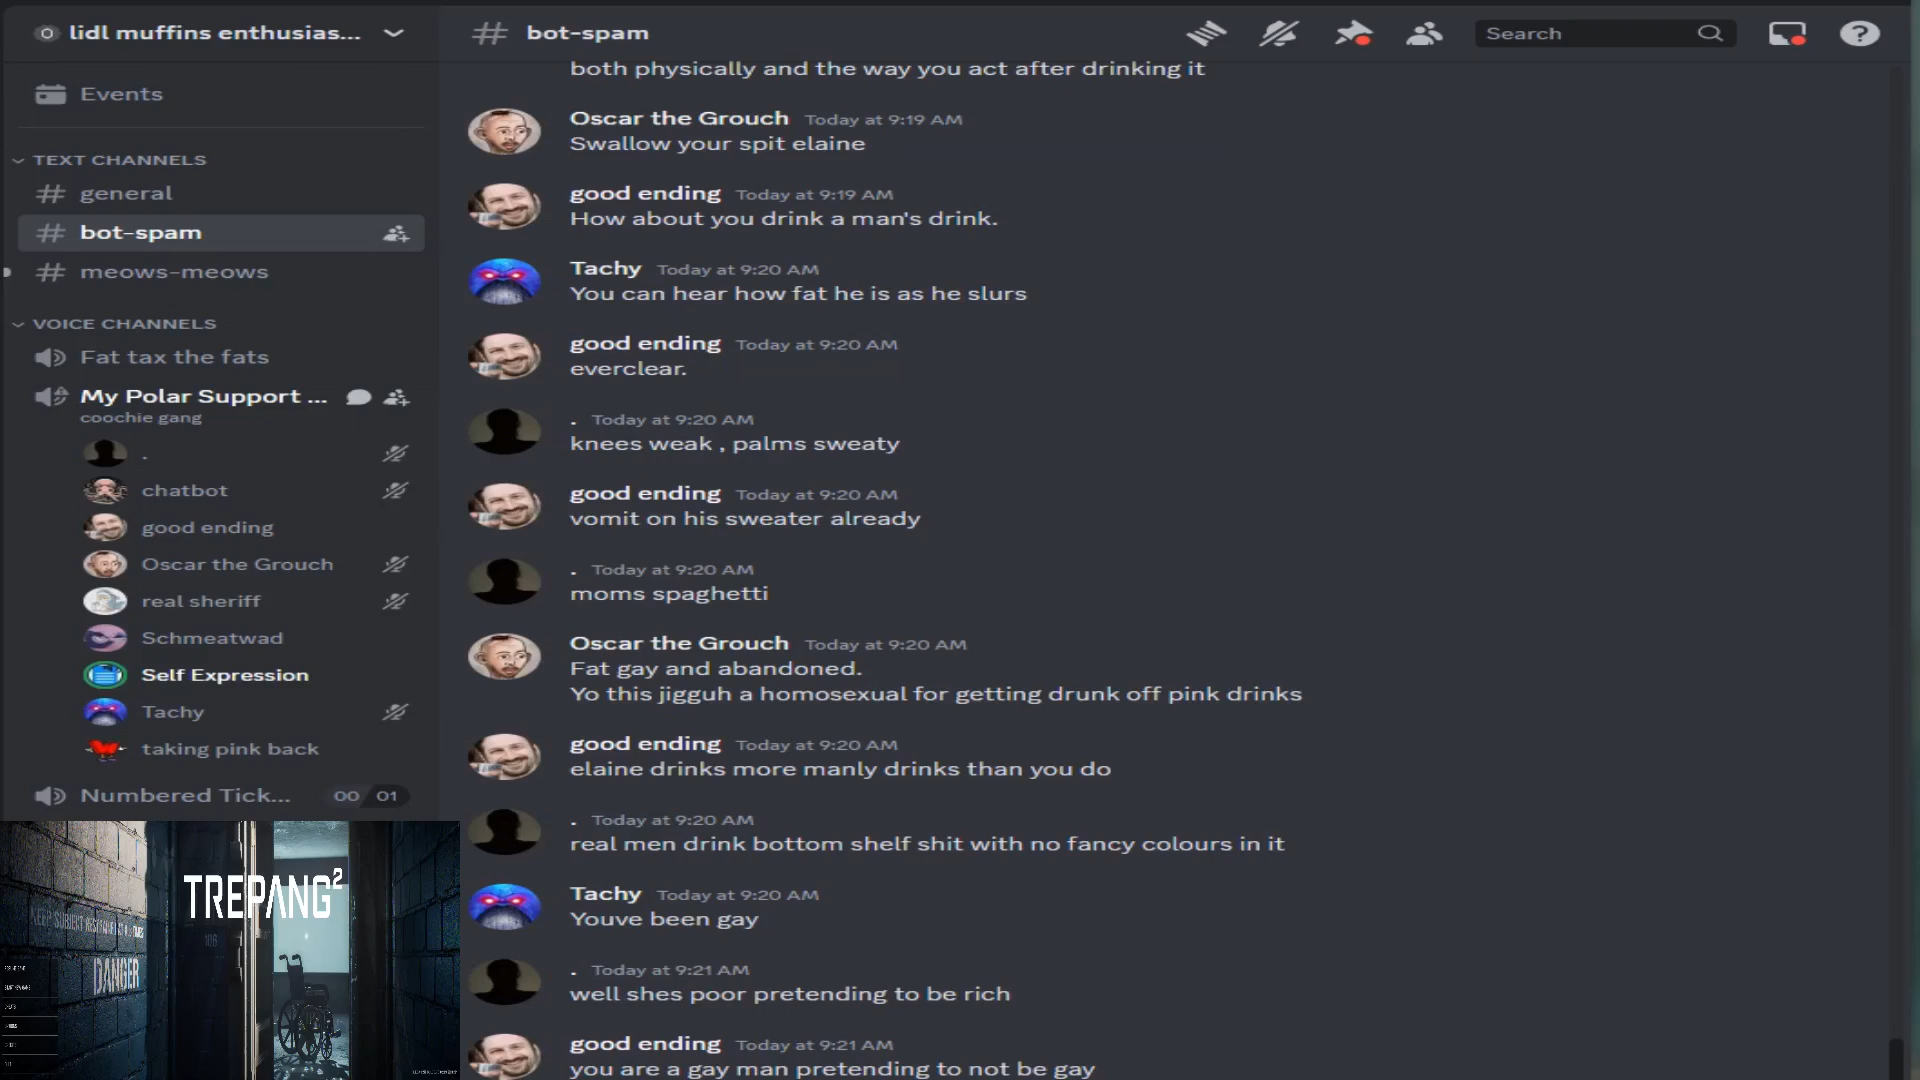 lidl muffins enthusias...
Events
TEXT CHANNELS
general
bot-spam
meows-meows
VOICE CHANNELS
Fat tax the fats
My Polar Support ...
coochie gang
.
chatbot
good ending
Oscar the Grouch
real sheriff
Schmeatwad
Self Expression
Tachy
taking pink back
Numbered Tick... 00 01
TREPANG²
DANGER
106
bot-spam
Search
both physically and the way you act after drinking it
Oscar the Grouch Today at 9:19 AM
Swallow your spit elaine
good ending Today at 9:19 AM
How about you drink a man's drink.
Tachy Today at 9:20 AM
You can hear how fat he is as he slurs
good ending Today at 9:20 AM
everclear.
. Today at 9:20 AM
knees weak , palms sweaty
good ending Today at 9:20 AM
vomit on his sweater already
. Today at 9:20 AM
moms spaghetti
Oscar the Grouch Today at 9:20 AM
Fat gay and abandoned.
Yo this jigguh a homosexual for getting drunk off pink drinks
good ending Today at 9:20 AM
elaine drinks more manly drinks than you do
. Today at 9:20 AM
real men drink bottom shelf shit with no fancy colours in it
Tachy Today at 9:20 AM
Youve been gay
. Today at 9:21 AM
well shes poor pretending to be rich
good ending Today at 9:21 AM
you are a gay man pretending to not be gay